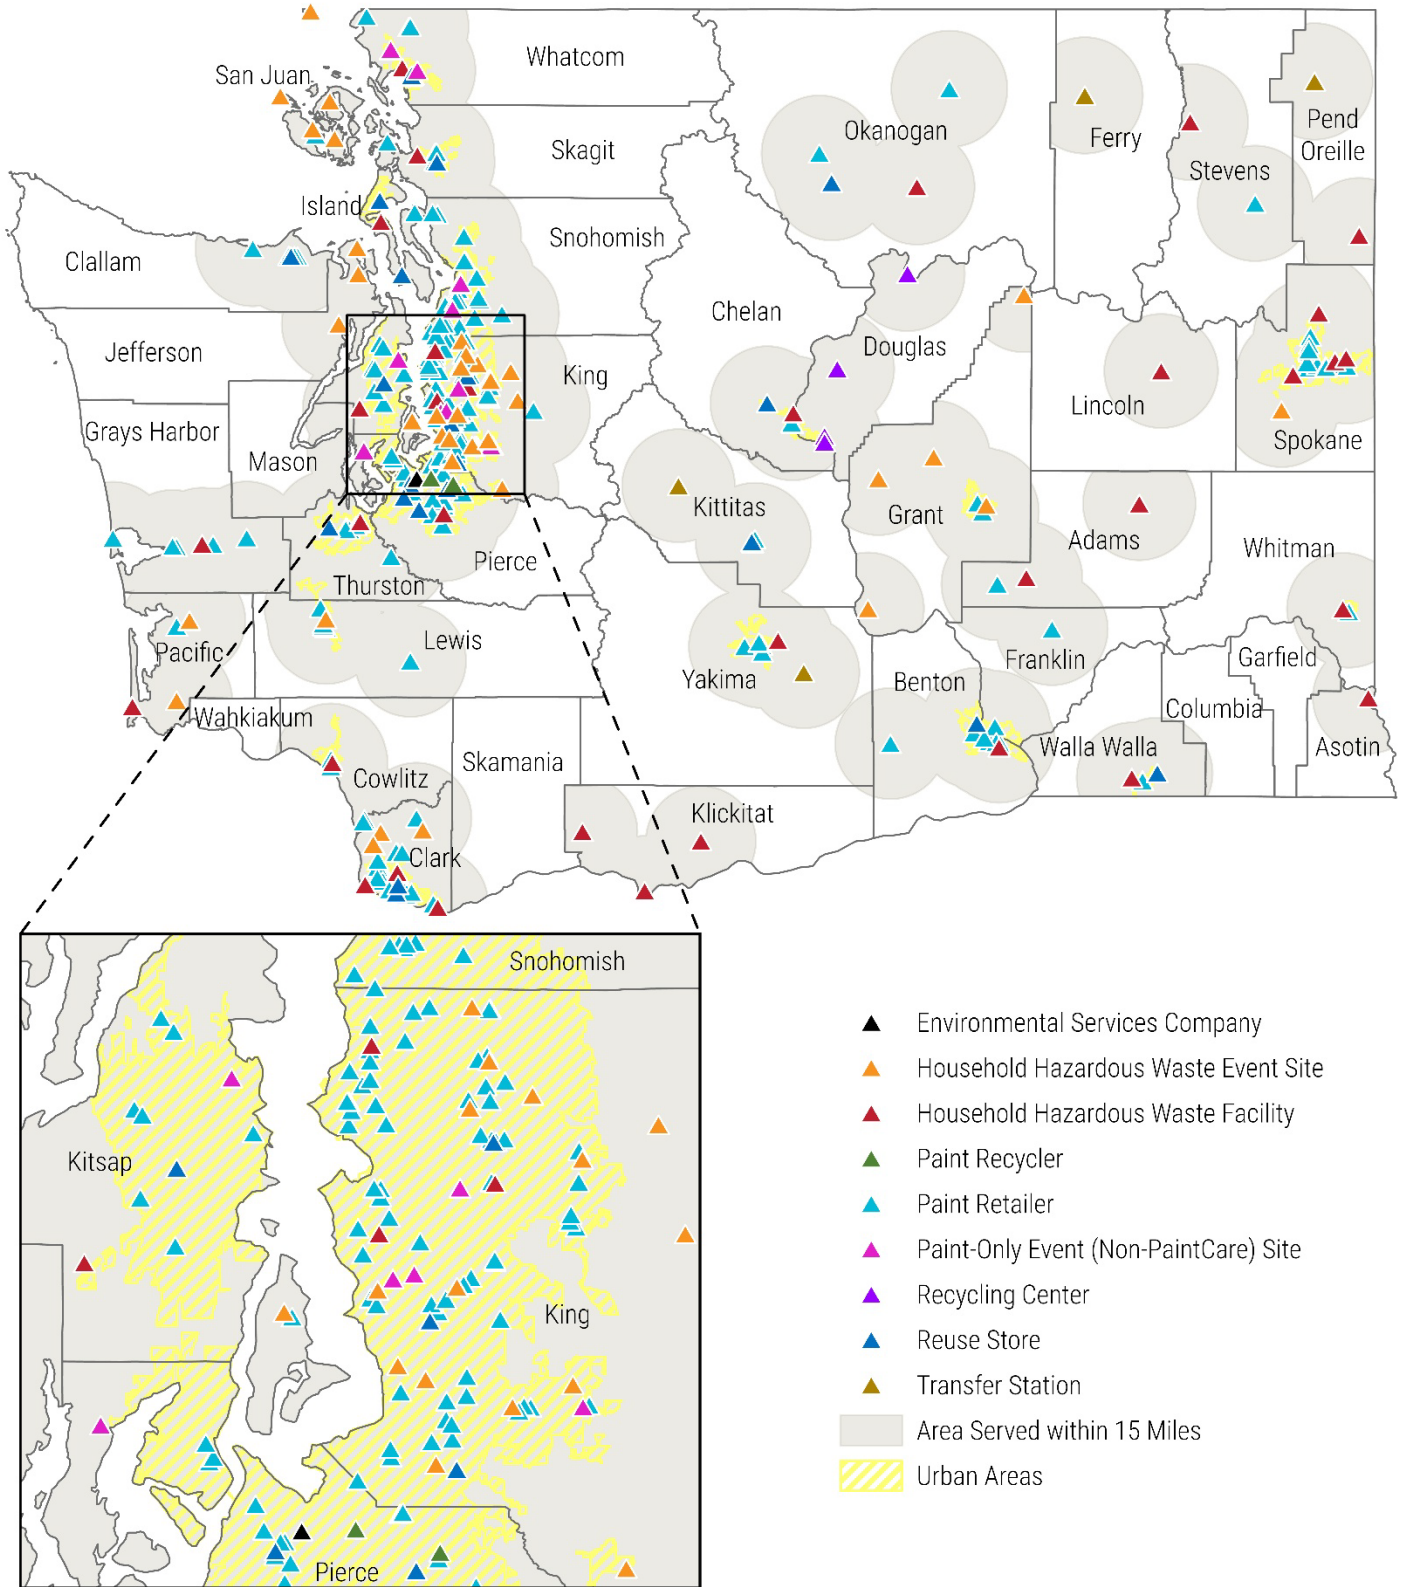 Whatcom
San Juan
Okanogan
Ferry
Pend
Oreille
Skagit
Stevens
Island
Snohomish
Clallam
Chelan
Douglas
Jefferson
King
Lincoln
Grays Harbor
Spokane
Mason
Kittitas
Grant
Adams
Whitman
Pierce
Thurston
Lewis
Pacific
Franklin
Garfield
Yakima
Benton
Columbia
Wahkiakum
Walla Walla
Asotin
Skamania
Cowlitz
Klickitat
Clark
Snohomish
Kitsap
King
Pierce
Environmental Services Company
Household Hazardous Waste Event Site
Household Hazardous Waste Facility
Paint Recycler
Paint Retailer
Paint-Only Event (Non-PaintCare) Site
Recycling Center
Reuse Store
Transfer Station
Area Served within 15 Miles
Urban Areas